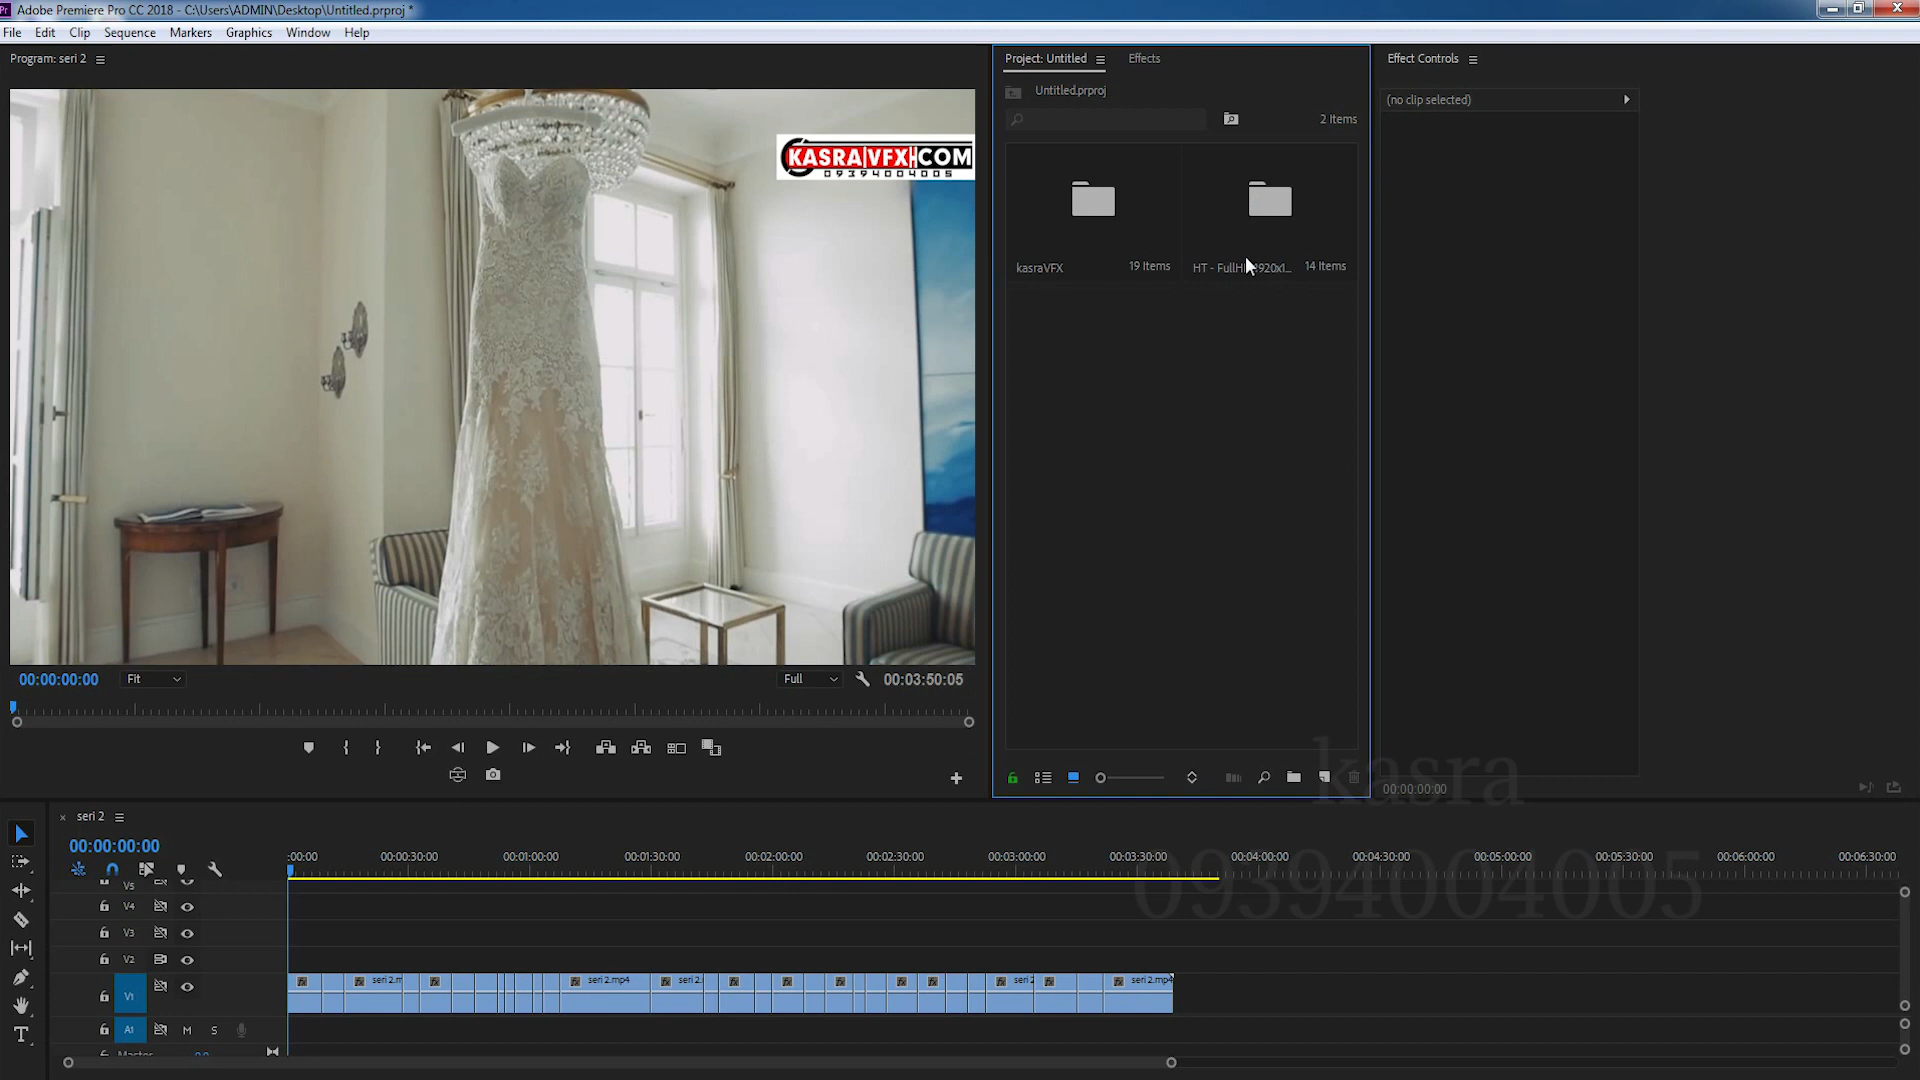 Adobe Premiere Pro CC 2018 - C:\Users\ADMIN\Desktop\Untitled.prproj *
File Edit Clip Sequence Markers Graphics Window Help
Program: seri 2
Project: Untitled
Effects
Effect Controls
Untitled.prproj
(no clip selected)
2 Items
KASRA|VFX|COM
09394004005
kasraVFX
19 Items
14 Items
00:00:00:00
Fit
Full
00:03:50:05
kasra
00:00:00:00
09394004005
seri 2
00:00:00:00
:00:00
00:00:30:00
00:01:00:00
00:01:30:00
00:02:00:00
00:02:30:00
00:03:00:00
00:03:30:00
00:04:00:00
00:04:30:00
00:05:00:00
00:05:30:00
00:06:00:00
00:06:30:00
V5
V4
V3
V2
V1
fx
seri 2.mp4
seri 2.mp4
A1
M
S